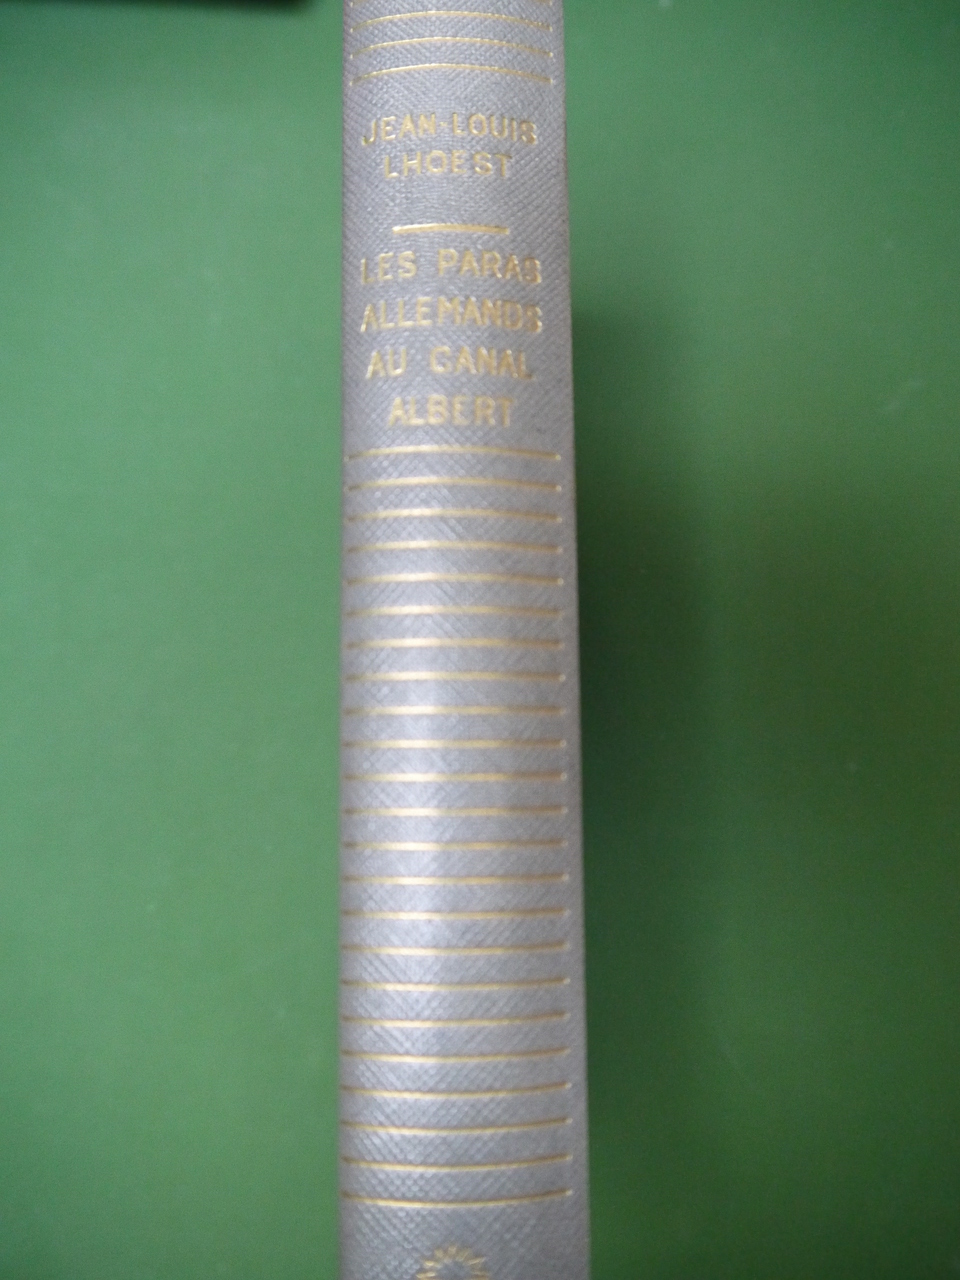 JEAN-LOUIS
LHOEST
LES PARAS
ALLEMANDS
AU CANAL
ALBERT